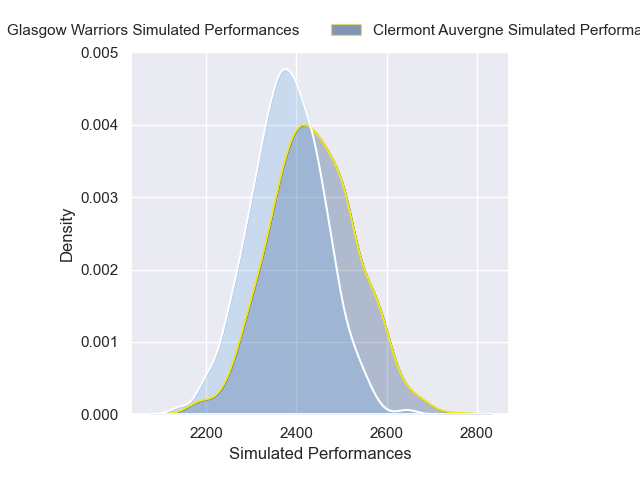 Glasgow Warriors Simulated Performances
Clermont Auvergne Simulated Performa
0.005
0.004
0.003
0.002
0.001
0.000
Density
2200 2400 2600 2800
Simulated Performances